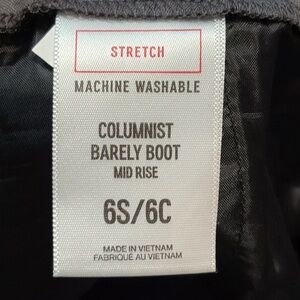 STRETCH
MACHINE WASHABLE
COLUMNIST
BARELY BOOT
MID RISE
6S/6C
MADE IN VIETNAM
FABRIQUÉ AU VIETNAM